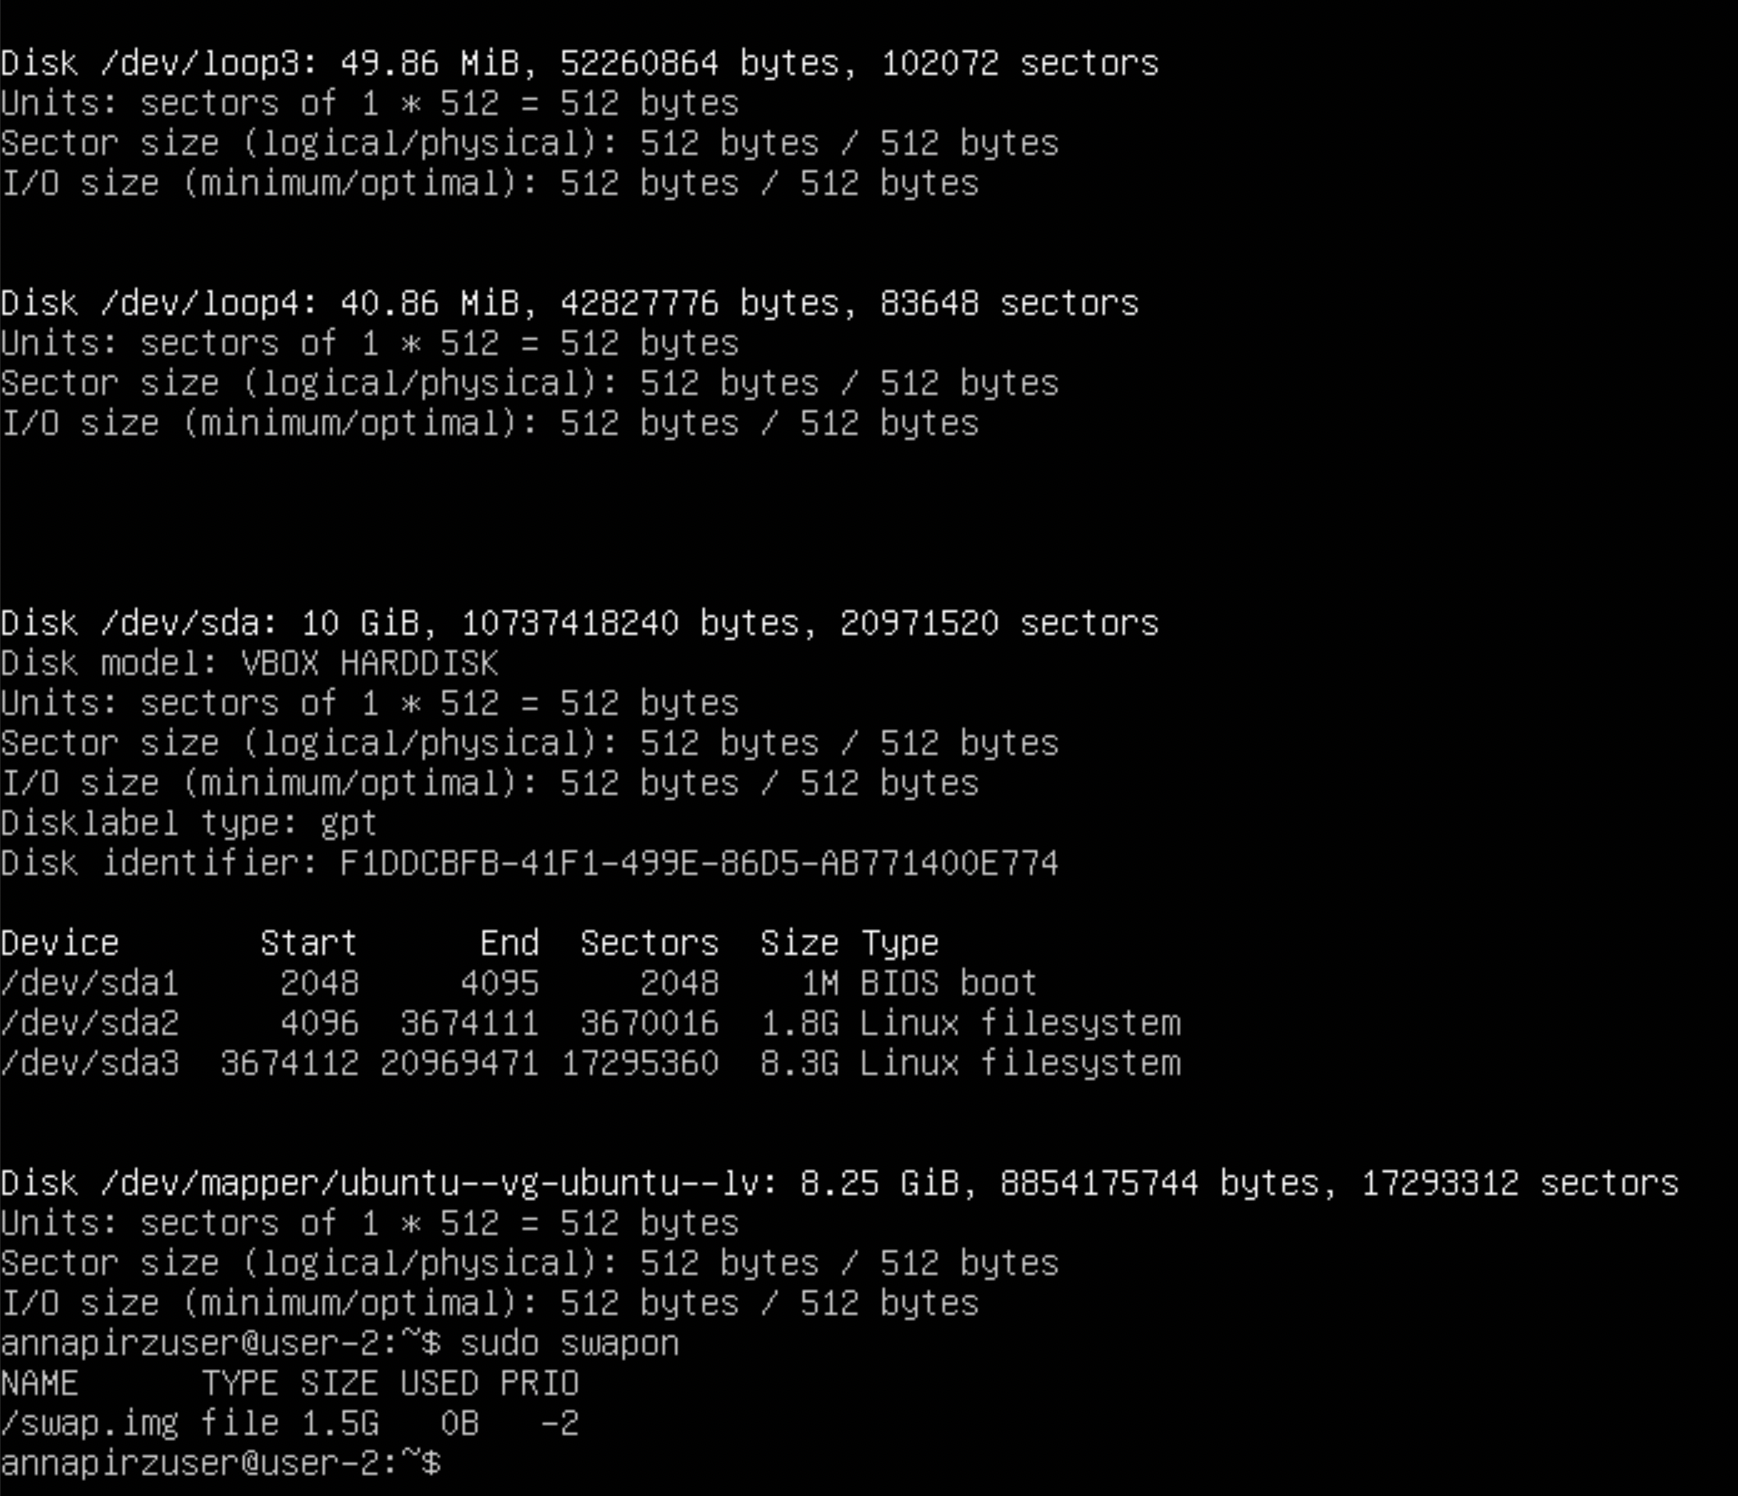 Disk /dev/loop3: 49.86 MiB, 52260864 bytes, 102072 sectors
Units: sectors of 1 * 512 = 512 bytes
Sector size (logical/physical): 512 bytes / 512 bytes
I/O size (minimum/optimal): 512 bytes / 512 bytes
Disk /dev/loop4: 40.86 MiB, 42827776 bytes, 83648 sectors
Units: sectors of 1 * 512 = 512 bytes
Sector size (logical/physical): 512 bytes / 512 bytes
I/O size (minimum/optimal): 512 bytes / 512 bytes
Disk /dev/sda: 10 GiB, 10737418240 bytes, 20971520 sectors
Disk model: VBOX HARDDISK
Units: sectors of 1 * 512 = 512 bytes
Sector size (logical/physical): 512 bytes / 512 bytes
I/O size (minimum/optimal): 512 bytes / 512 bytes
Disklabel type: gpt
Disk identifier: F1DDCBFB-41F1-499E-86D5-AB771400E774
Device       Start      End  Sectors  Size Type
/dev/sda1     2048     4095     2048    1M BIOS boot
/dev/sda2     4096  3674111  3670016  1.8G Linux filesystem
/dev/sda3  3674112 20969471 17295360  8.3G Linux filesystem
Disk /dev/mapper/ubuntu--vg-ubuntu--lv: 8.25 GiB, 8854175744 bytes, 17293312 sectors
Units: sectors of 1 * 512 = 512 bytes
Sector size (logical/physical): 512 bytes / 512 bytes
I/O size (minimum/optimal): 512 bytes / 512 bytes
annapirzuser@user-2:~$ sudo swapon
NAME      TYPE SIZE USED PRIO
/swap.img file 1.5G   0B   -2
annapirzuser@user-2:~$